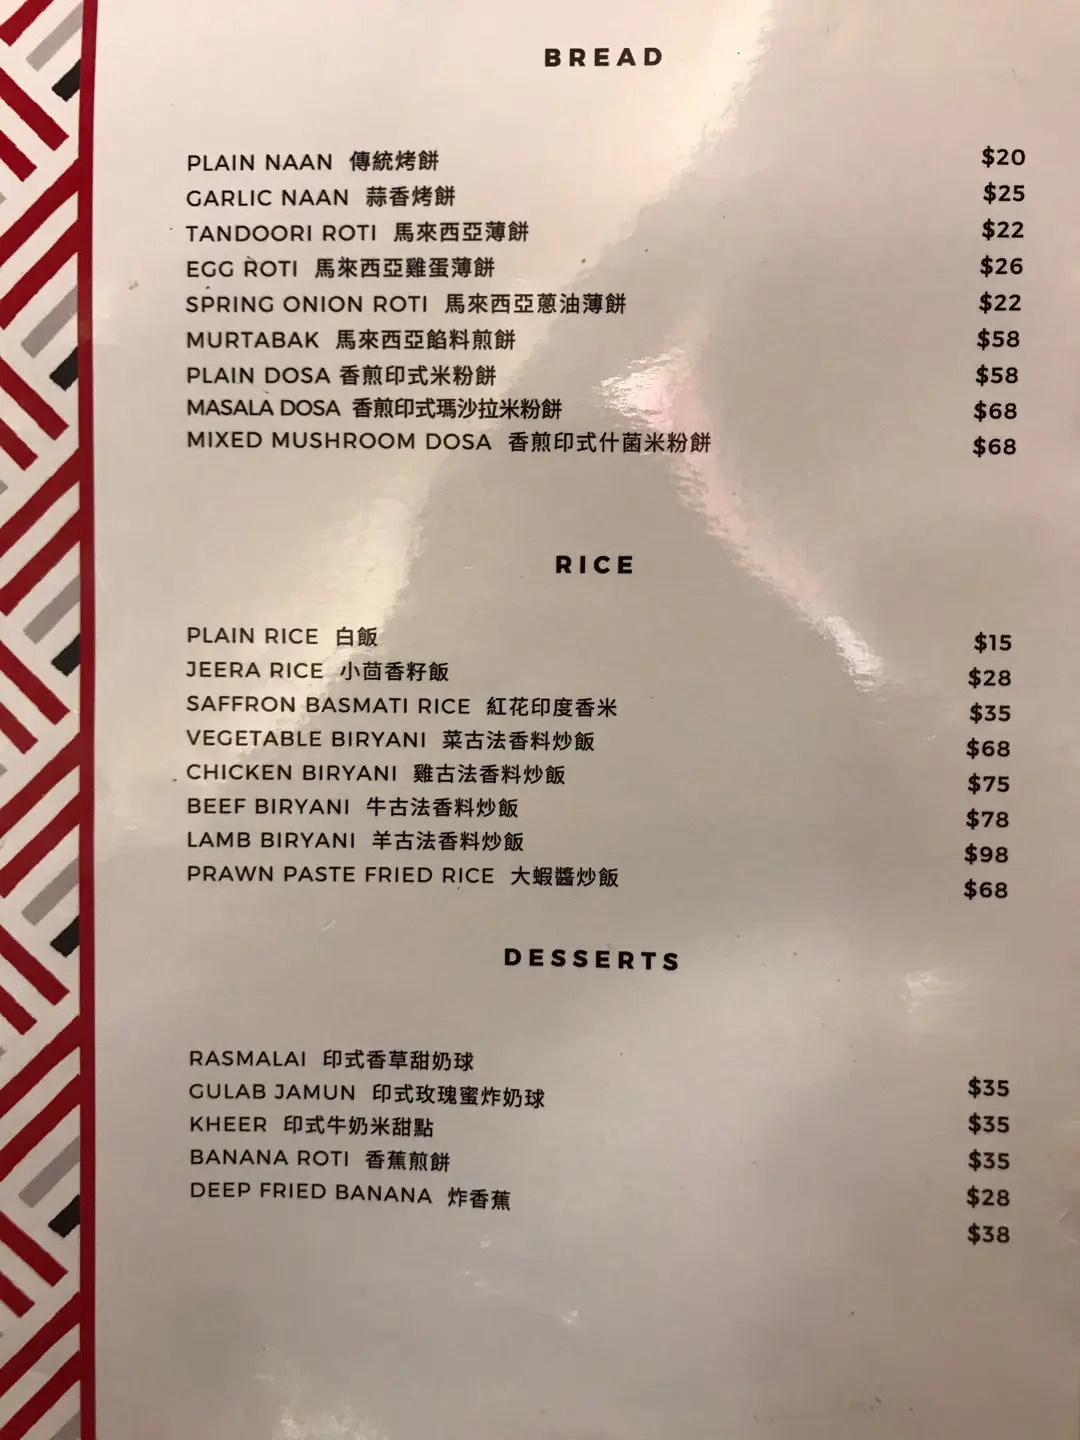 BREAD
PLAIN NAAN 傳統烤餅 $20
GARLIC NAAN 蒜香烤餅 $25
TANDOORI ROTI 馬來西亞薄餅 $22
EGG ROTI 馬來西亞雞蛋薄餅 $26
SPRING ONION ROTI 馬來西亞蔥油薄餅 $22
MURTABAK 馬來西亞餡料煎餅 $58
PLAIN DOSA 香煎印式米粉餅 $58
MASALA DOSA 香煎印式瑪沙拉米粉餅 $68
MIXED MUSHROOM DOSA 香煎印式什菌米粉餅 $68
RICE
PLAIN RICE 白飯 $15
JEERA RICE 小茴香籽飯 $28
SAFFRON BASMATI RICE 紅花印度香米 $35
VEGETABLE BIRYANI 菜古法香料炒飯 $68
CHICKEN BIRYANI 雞古法香料炒飯 $75
BEEF BIRYANI 牛古法香料炒飯 $78
LAMB BIRYANI 羊古法香料炒飯 $98
PRAWN PASTE FRIED RICE 大蝦醬炒飯 $68
DESSERTS
RASMALAI 印式香草甜奶球 $35
GULAB JAMUN 印式玫瑰蜜炸奶球 $35
KHEER 印式牛奶米甜點 $35
BANANA ROTI 香蕉煎餅 $28
DEEP FRIED BANANA 炸香蕉 $38